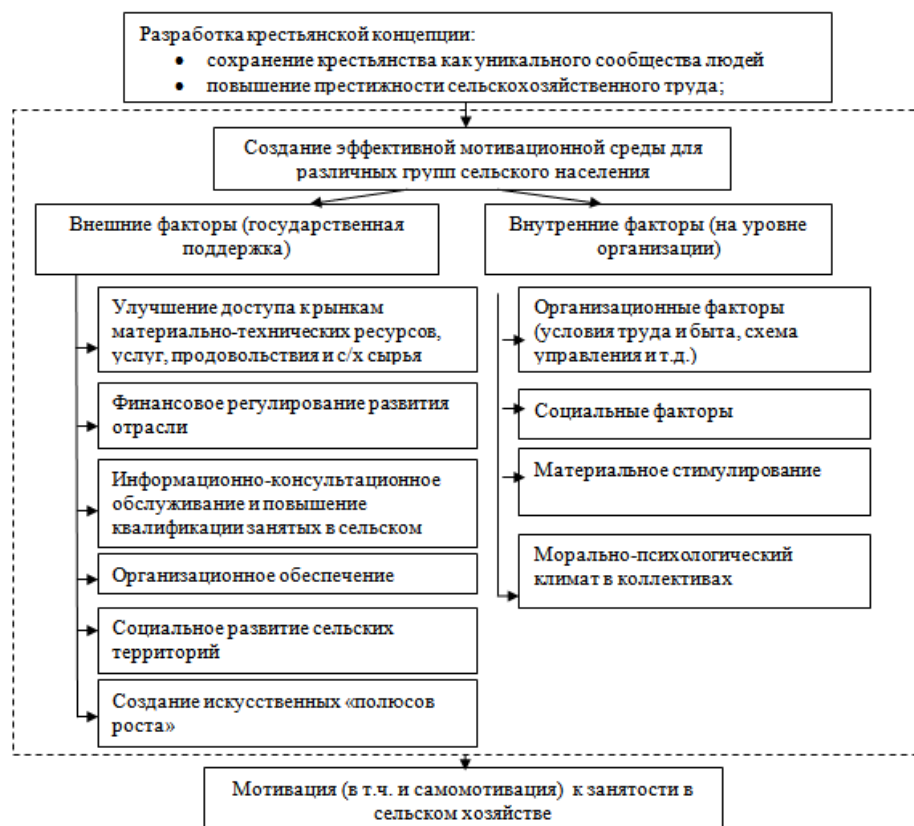 Разработка крестьянской концепции:
• сохранение крестьянства как уникального сообщества людей
• повышение престижности сельскохозяйственного труда;
Создание эффективной мотивационной среды для
различных групп сельского населения
Внешние факторы (государственная
поддержка)
Улучшение доступа к рынкам
материально-технических ресурсов,
услуг, продовольствия и с/х сырья
Финансовое регулирование развития
отрасли
Информационно-консультационное
обслуживание и повышение
квалификации занятых в сельском
Организационное обеспечение
Социальное развитие сельских
территорий
Создание искусственных «полюсов
роста»
Внутренние факторы (на уровне
организации)
Организационные факторы
(условия труда и быта, схема
управления и т.д.)
Социальные факторы
Материальное стимулирование
Морально-психологический
климат в коллективах
Мотивация (в т.ч. и самомотивация) к занятости в
сельском хозяйстве